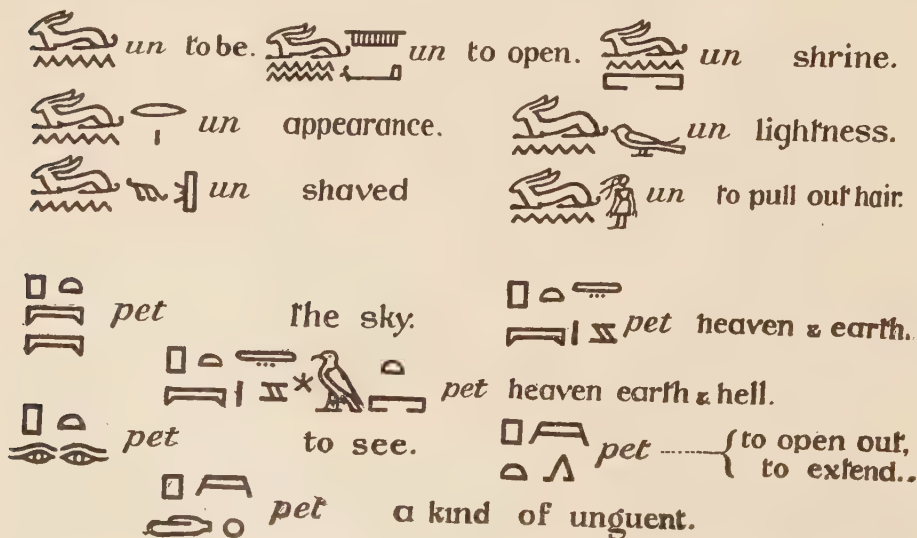 un to be. un to open. un shrine.
un appearance. un lightness.
un shaved un to pull out hair.
pet the sky. pet heaven & earth.
pet heaven earth & hell.
pet to see. pet { to open out, to extend..
pet a kind of unguent.